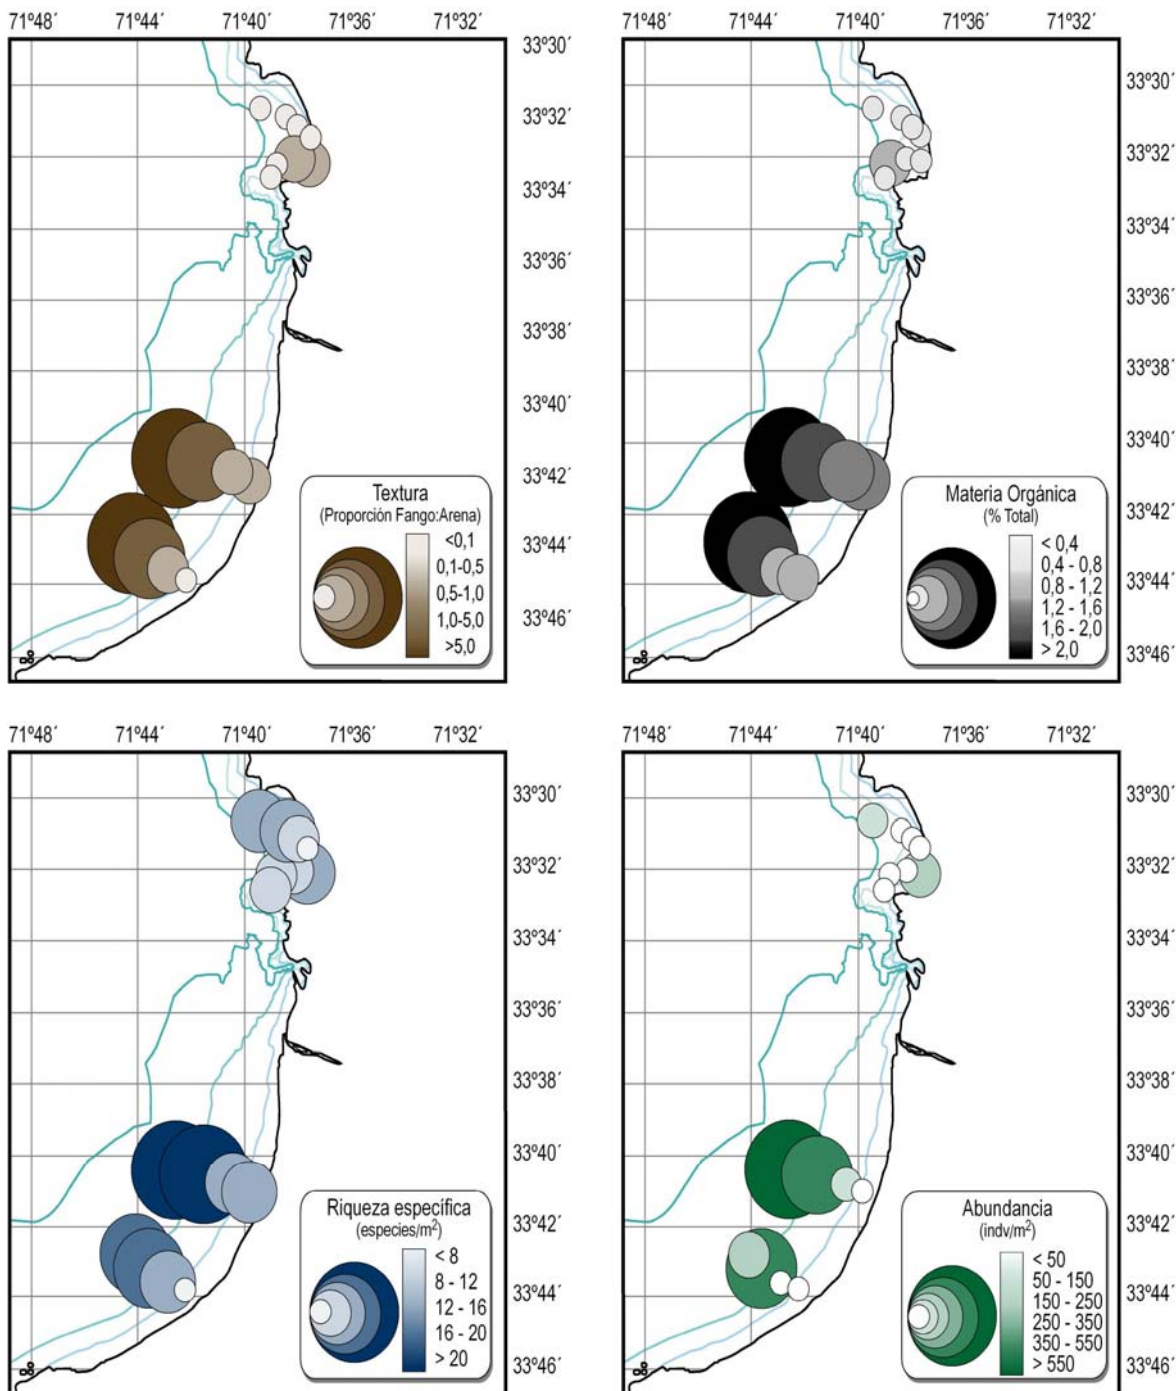 71º48´ 71º44´ 71º40´ 71º36´ 71º32´
33º30´
33º32´
33º34´
33º36´
33º38´
33º40´
33º42´
33º44´
33º46´
Textura
(Proporción Fango:Arena)
<0,1
0,1-0,5
0,5-1,0
1,0-5,0
>5,0
71º48´ 71º44´ 71º40´ 71º36´ 71º32´
33º30´
33º32´
33º34´
33º36´
33º38´
33º40´
33º42´
33º44´
33º46´
Materia Orgánica
(% Total)
< 0,4
0,4 - 0,8
0,8 - 1,2
1,2 - 1,6
1,6 - 2,0
> 2,0
71º48´ 71º44´ 71º40´ 71º36´ 71º32´
33º30´
33º32´
33º34´
33º36´
33º38´
33º40´
33º42´
33º44´
33º46´
Riqueza específica
(especies/m²)
< 8
8 - 12
12 - 16
16 - 20
> 20
71º48´ 71º44´ 71º40´ 71º36´ 71º32´
33º30´
33º32´
33º34´
33º36´
33º38´
33º40´
33º42´
33º44´
33º46´
Abundancia
(indv/m²)
< 50
50 - 150
150 - 250
250 - 350
350 - 550
> 550